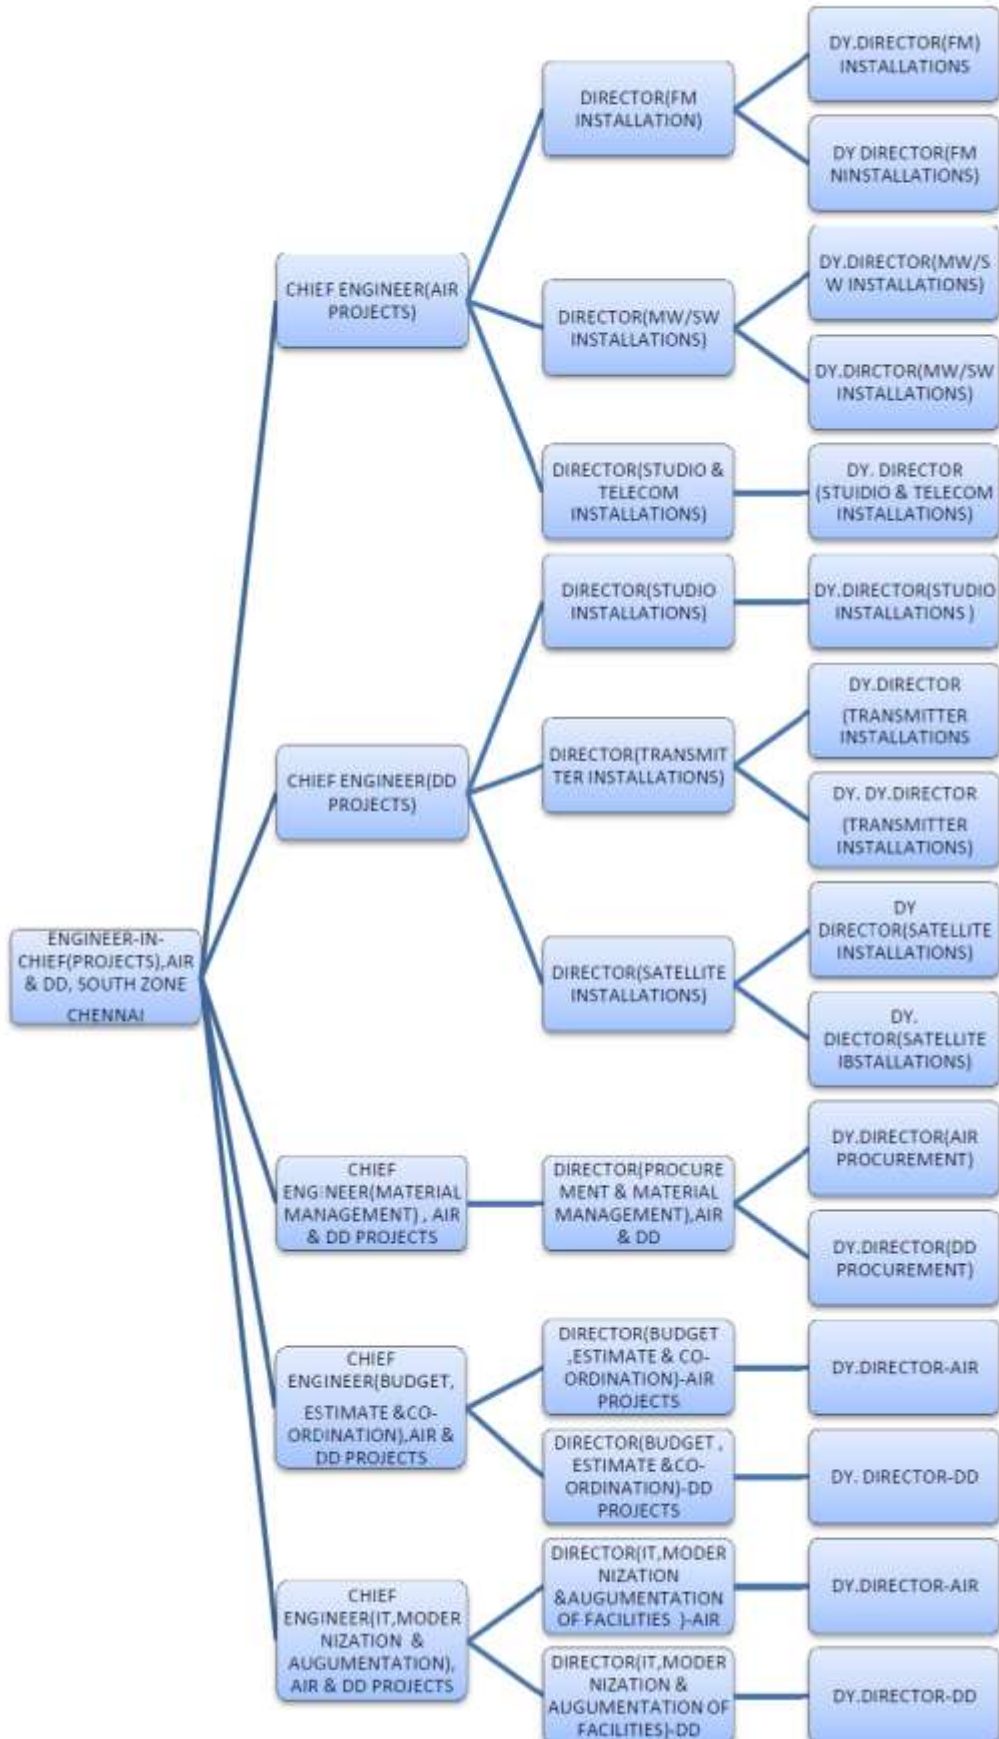 DY.DIRECTOR(FM)
INSTALLATIONS
DIRECTOR(FM
INSTALLATION)
DY DIRECTOR(FM
NINSTALLATIONS)
CHIEF ENGINEER(AIR
PROJECTS)
DY.DIRECTOR(MW/S
W INSTALLATIONS)
DIRECTOR(MW/SW
INSTALLATIONS)
DY.DIRCTOR(MW/SW
INSTALLATIONS)
DIRECTOR(STUDIO &
TELECOM
INSTALLATIONS)
DY. DIRECTOR
(STUIDIO & TELECOM
INSTALLATIONS)
DIRECTOR(STUDIO
INSTALLATIONS)
DY.DIRECTOR(STUDIO
INSTALLATIONS )
CHIEF ENGINEER(DD
PROJECTS)
DIRECTOR(TRANSMIT
TER INSTALLATIONS)
DY.DIRECTOR
(TRANSMITTER
INSTALLATIONS
DY. DY.DIRECTOR
(TRANSMITTER
INSTALLATIONS)
DIRECTOR(SATELLITE
INSTALLATIONS)
DY
DIRECTOR(SATELLITE
INSTALLATIONS)
DY.
DIECTOR(SATELLITE
IBSTALLATIONS)
ENGINEER-IN-
CHIEF(PROJECTS),AIR
& DD, SOUTH ZONE
CHENNAI
CHIEF
ENGINEER(MATERIAL
MANAGEMENT) , AIR
& DD PROJECTS
DIRECTOR(PROCURE
MENT & MATERIAL
MANAGEMENT),AIR
& DD
DY.DIRECTOR(AIR
PROCUREMENT)
DY.DIRECTOR(DD
PROCUREMENT)
CHIEF
ENGINEER(BUDGET,
ESTIMATE &CO-
ORDINATION),AIR &
DD PROJECTS
DIRECTOR(BUDGET
,ESTIMATE & CO-
ORDINATION)-AIR
PROJECTS
DY.DIRECTOR-AIR
DIRECTOR(BUDGET ,
ESTIMATE &CO-
ORDINATION)-DD
PROJECTS
DY. DIRECTOR-DD
CHIEF
ENGINEER(IT,MODER
NIZATION &
AUGUMENTATION),
AIR & DD PROJECTS
DIRECTOR(IT,MODER
NIZATION
&AUGUMENTATION
OF FACILITIES )-AIR
DY.DIRECTOR-AIR
DIRECTOR(IT,MODER
NIZATION &
AUGUMENTATION OF
FACILITIES)-DD
DY.DIRECTOR-DD